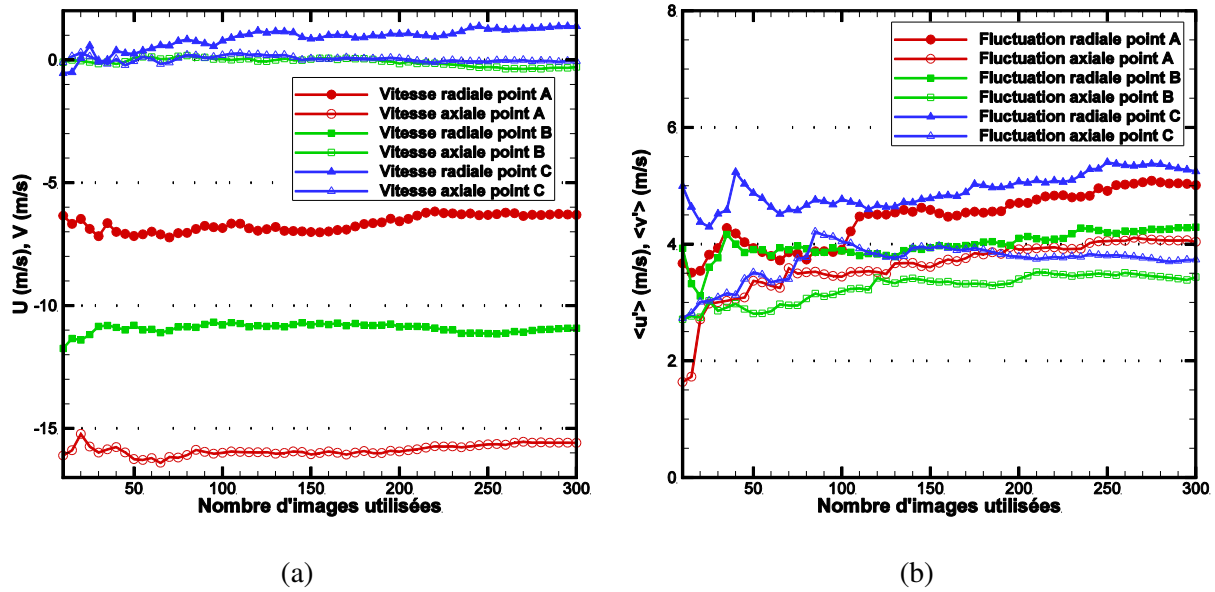 0
-5
-10
-15
U (m/s), V (m/s)
50
100
150
200
250
300
Nombre d'images utilisées
Vitesse radiale point A
Vitesse axiale point A
Vitesse radiale point B
Vitesse axiale point B
Vitesse radiale point C
Vitesse axiale point C
(a)
8
6
4
2
0
<u'> (m/s), <v'> (m/s)
50
100
150
200
250
300
Nombre d'images utilisées
Fluctuation radiale point A
Fluctuation axiale point A
Fluctuation radiale point B
Fluctuation axiale point B
Fluctuation radiale point C
Fluctuation axiale point C
(b)